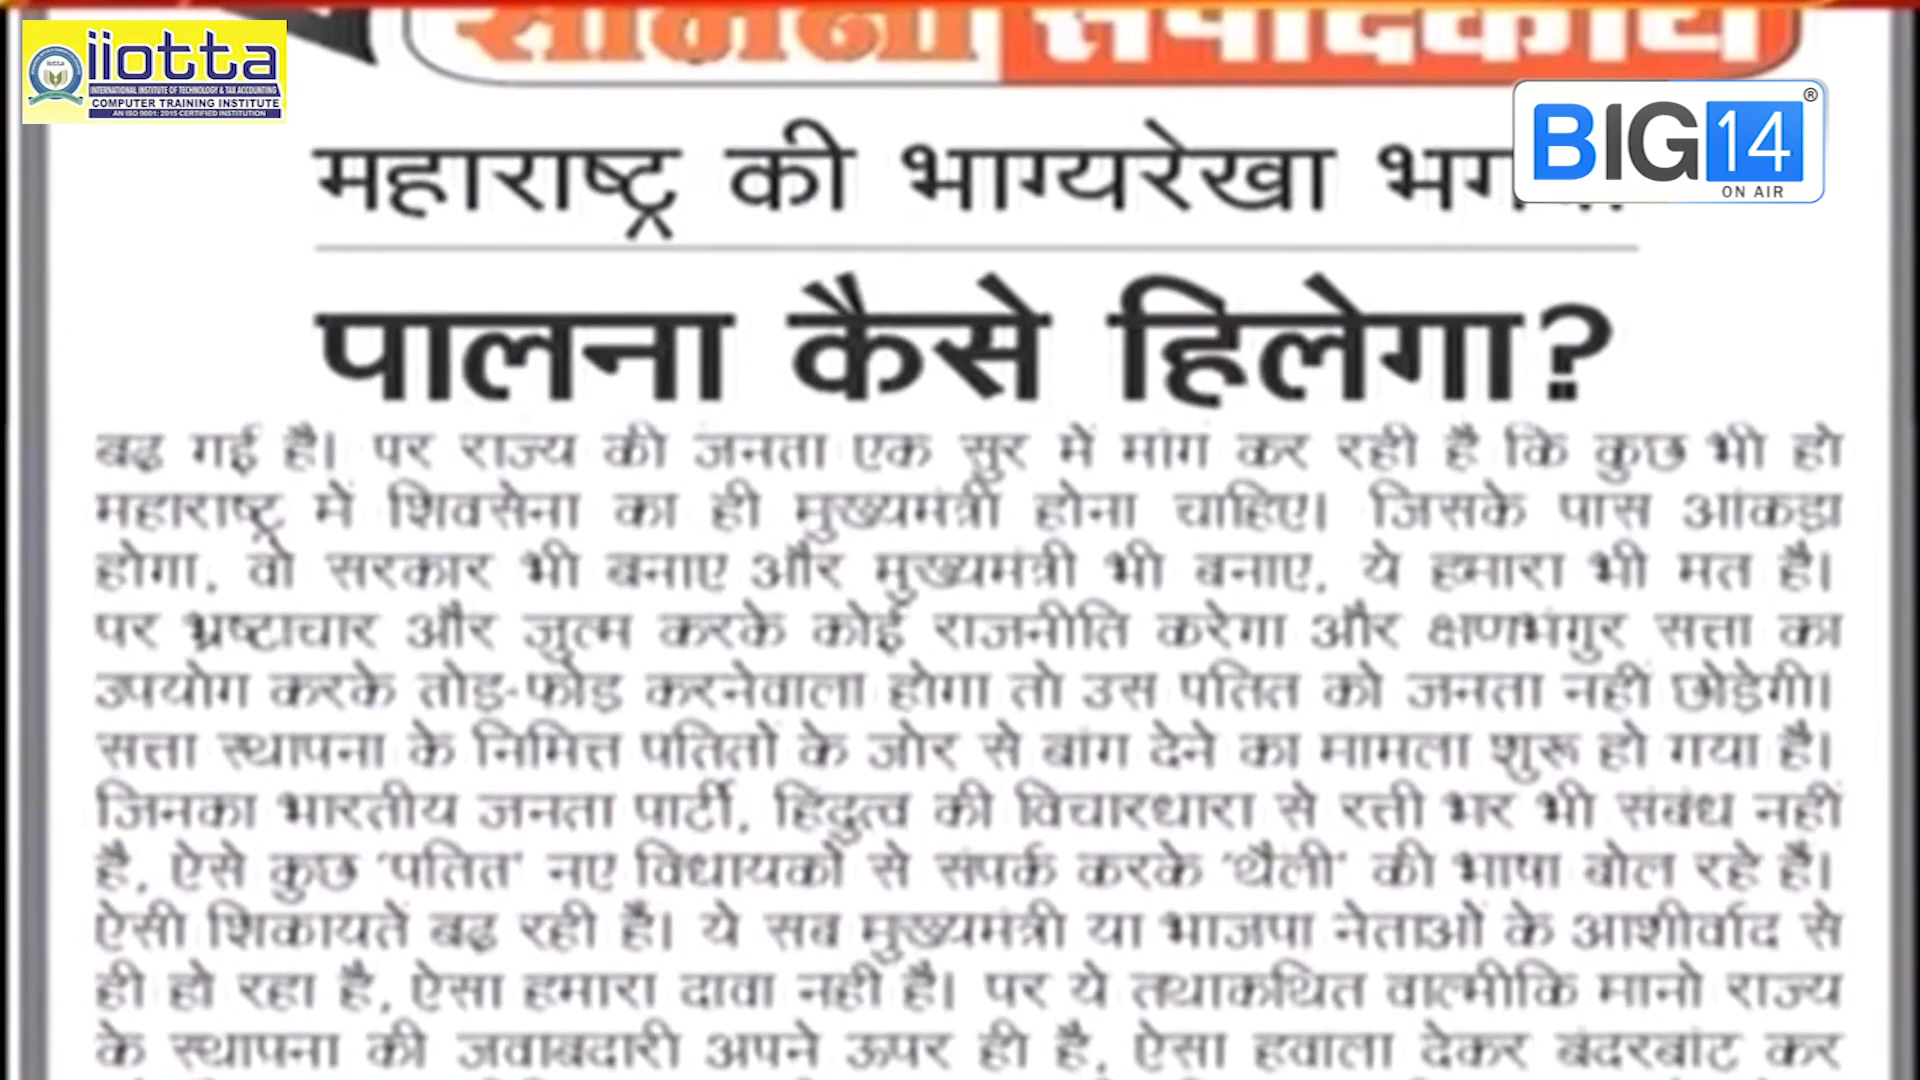 सामना संपादकीय
iiotta
INTERNATIONAL INSTITUTE OF TECHNOLOGY & TAX ACCOUNTING
COMPUTER TRAINING INSTITUTE
AN ISO 9001: 2015 CERTIFIED INSTITUTION
BIG14®
ON AIR
महाराष्ट्र की भाग्यरेखा
पालना कैसे हिलेगा?
बढ़ गई है। पर राज्य की जनता एक सुर में मांग कर रही है कि कुछ भी हो
महाराष्ट्र में शिवसेना का ही मुख्यमंत्री होना चाहिए। जिसके पास आंकड़ा
होगा, वो सरकार भी बनाए और मुख्यमंत्री भी बनाए, ये हमारा भी मत है।
पर भ्रष्टाचार और जुल्म करके कोई राजनीति करेगा और क्षणभंगुर सत्ता का
उपयोग करके तोड़-फोड़ करनेवाला होगा तो उस पतित को जनता नहीं छोड़ेगी।
सत्ता स्थापना के निमित्त पतितों के जोर से बांग देने का मामला शुरू हो गया है।
जिनका भारतीय जनता पार्टी, हिंदुत्व की विचारधारा से रत्ती भर भी संबंध नहीं
है, ऐसे कुछ 'पतित' नए विधायकों से संपर्क करके 'थैली' की भाषा बोल रहे हैं।
ऐसी शिकायतें बढ़ रही हैं। ये सब मुख्यमंत्री या भाजपा नेताओं के आशीर्वाद से
ही हो रहा है, ऐसा हमारा दावा नहीं है। पर ये तथाकथित वाल्मीकि मानो राज्य
के स्थापना की जवाबदारी अपने ऊपर ही है, ऐसा हवाला देकर बंदरबांट कर